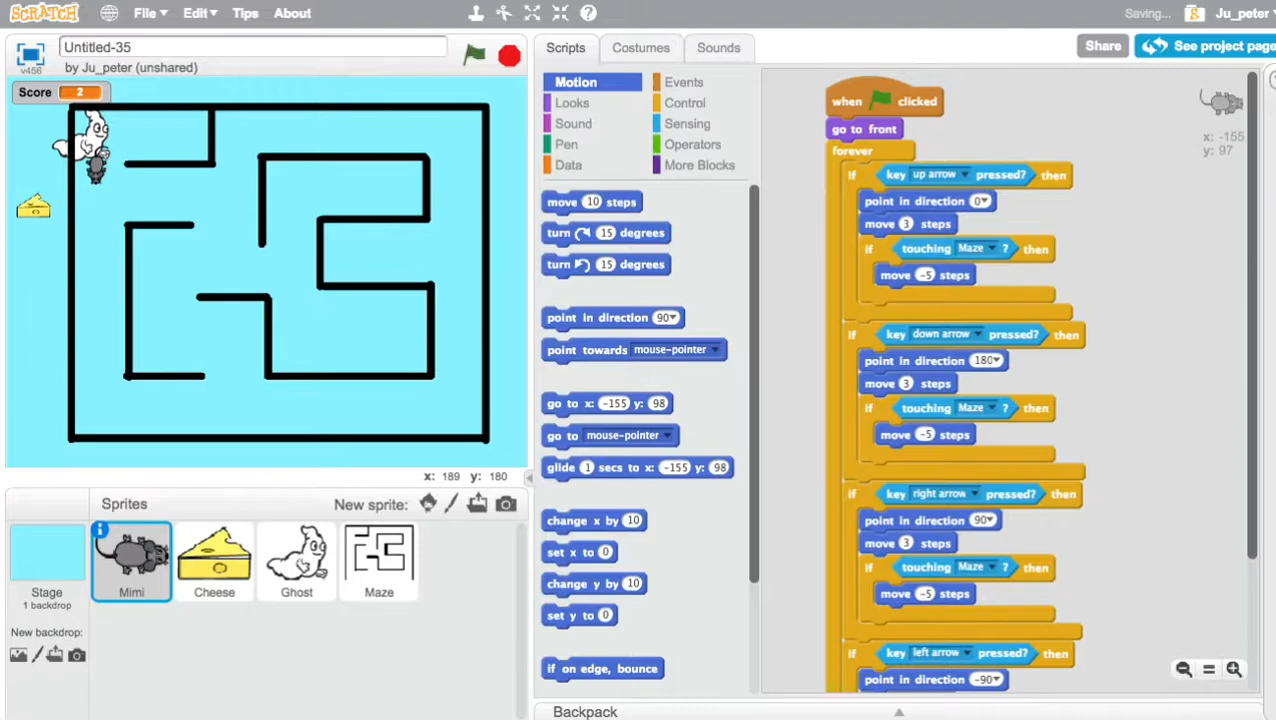 SCRATCH
File
Edit
Tips
About
Saving...
Ju_peter
Untitled-35
by Ju_peter (unshared)
v456
Scripts
Costumes
Sounds
Share
See project page
Score 2
Motion
Looks
Sound
Pen
Data
Events
Control
Sensing
Operators
More Blocks
move 10 steps
turn 15 degrees
turn 15 degrees
point in direction 90
point towards mouse-pointer
go to x: -155 y: 98
go to mouse-pointer
glide 1 secs to x: -155 y: 98
change x by 10
set x to 0
change y by 10
set y to 0
if on edge, bounce
when clicked
go to front
forever
if key up arrow pressed? then
point in direction 0
move 3 steps
if touching Maze ? then
move -5 steps
if key down arrow pressed? then
point in direction 180
move 3 steps
if touching Maze ? then
move -5 steps
if key right arrow pressed? then
point in direction 90
move 3 steps
if touching Maze ? then
move -5 steps
if key left arrow pressed? then
point in direction -90
x: -155
y: 97
x: 189 y: 180
Sprites
New sprite:
Stage
1 backdrop
New backdrop:
Mimi
Cheese
Ghost
Maze
Backpack